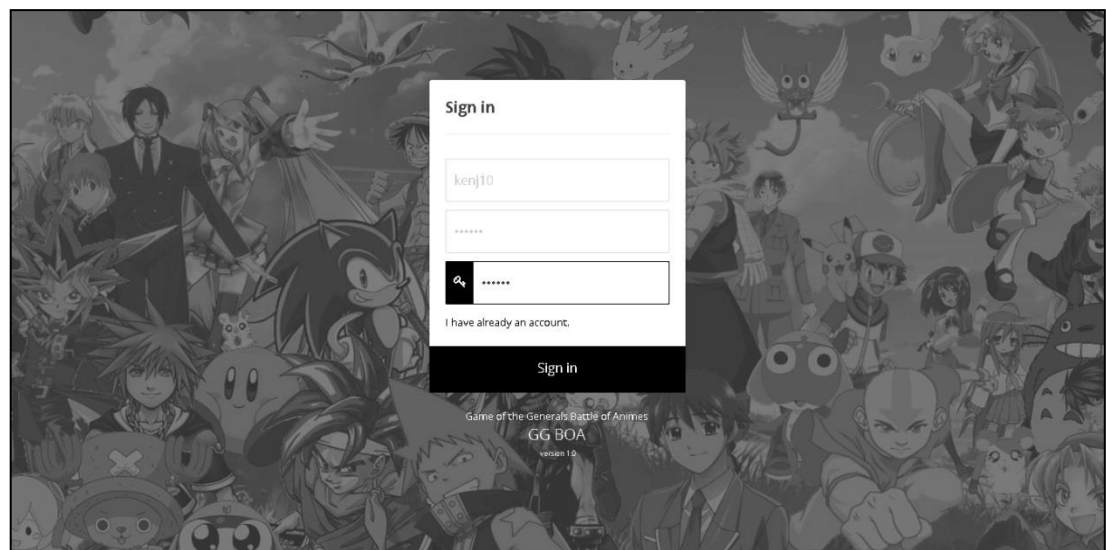 Sign in
kenj10
••••••
••••••
I have already an account.
Sign in
Game of the Generals Battle of Animes
GG BOA
version 1.0